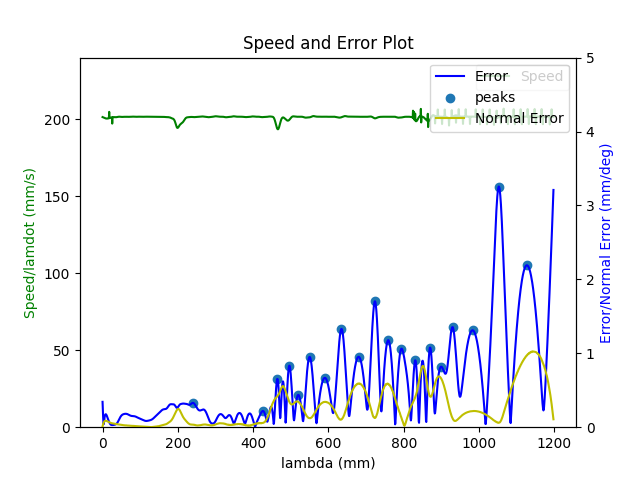 Speed and Error Plot
Error
Speed
peaks
Normal Error
Speed/lamdot (mm/s)
200
150
100
50
0
5
4
3
2
1
0
Error/Normal Error (mm/deg)
0 200 400 600 800 1000 1200
lambda (mm)